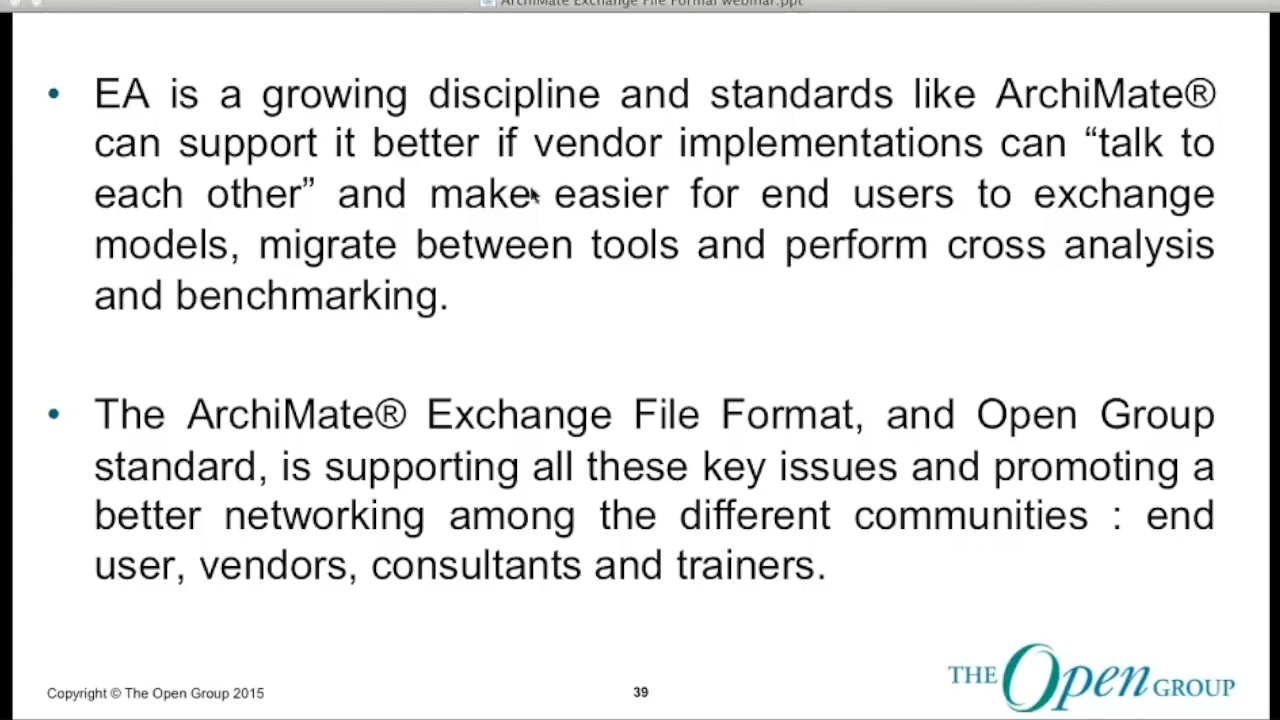 ArchiMate Exchange File Format webinar.ppt
• EA is a growing discipline and standards like ArchiMate®
can support it better if vendor implementations can “talk to
each other” and make easier for end users to exchange
models, migrate between tools and perform cross analysis
and benchmarking.
• The ArchiMate® Exchange File Format, and Open Group
standard, is supporting all these key issues and promoting a
better networking among the different communities : end
user, vendors, consultants and trainers.
Copyright © The Open Group 2015
39
THE Open GROUP